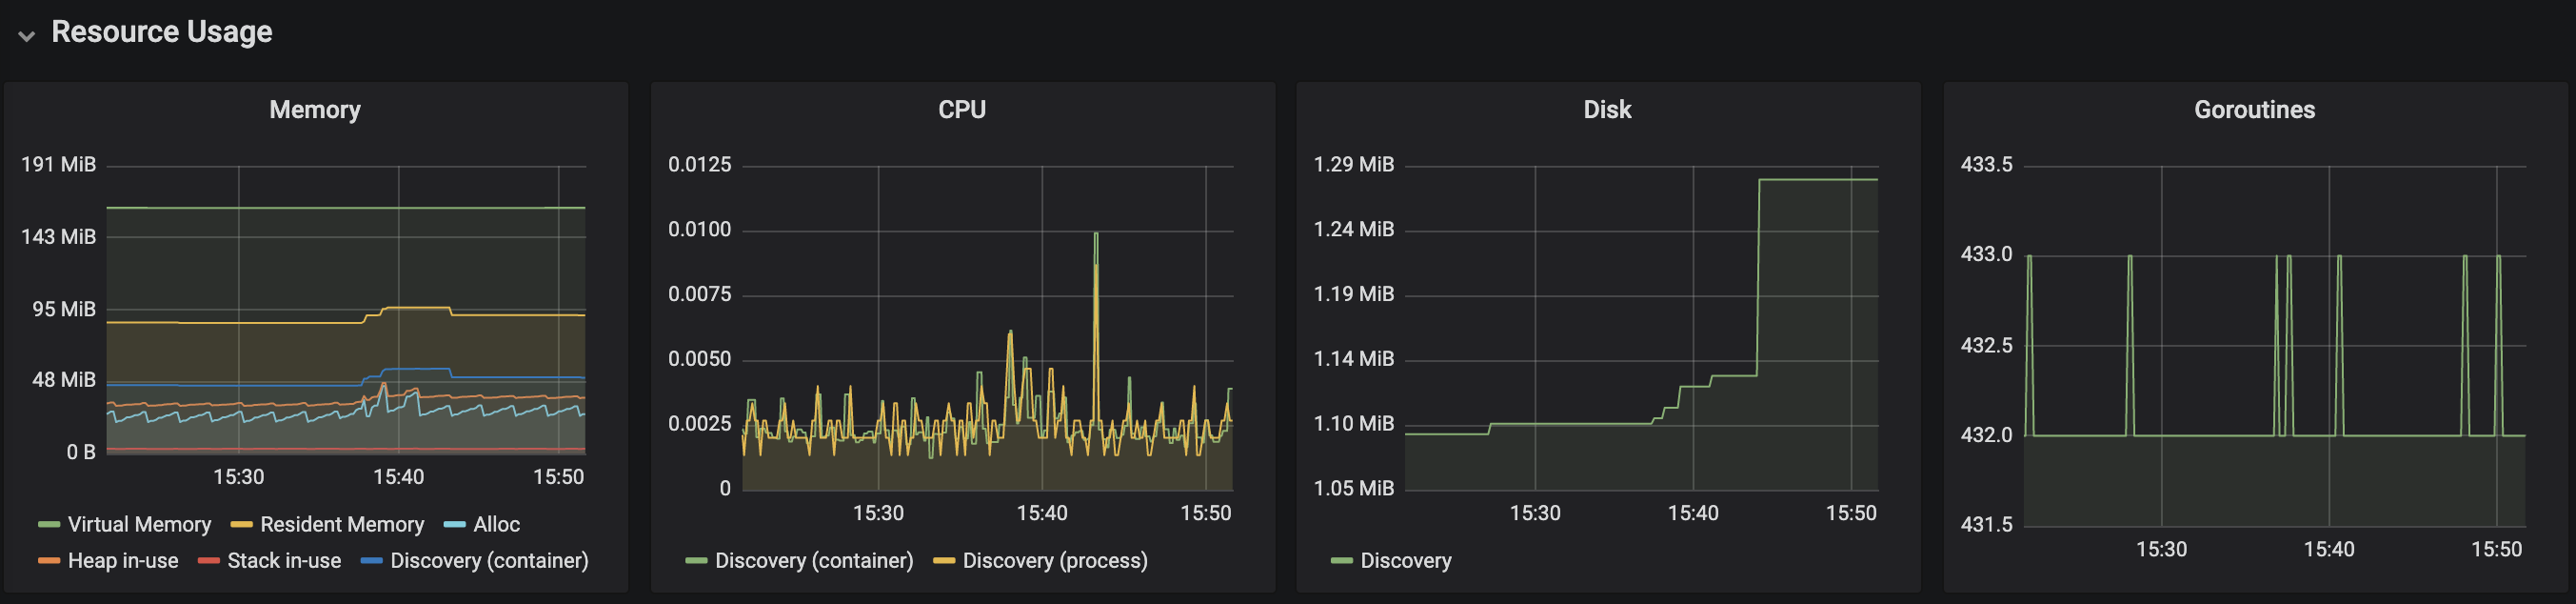 Resource Usage
Memory
191 MiB
143 MiB
95 MiB
48 MiB
0 B
15:30 15:40 15:50
Virtual Memory Resident Memory Alloc
Heap in-use Stack in-use Discovery (container)
CPU
0.0125
0.0100
0.0075
0.0050
0.0025
0
15:30 15:40 15:50
Discovery (container) Discovery (process)
Disk
1.29 MiB
1.24 MiB
1.19 MiB
1.14 MiB
1.10 MiB
1.05 MiB
15:30 15:40 15:50
Discovery
Goroutines
433.5
433.0
432.5
432.0
431.5
15:30 15:40 15:50